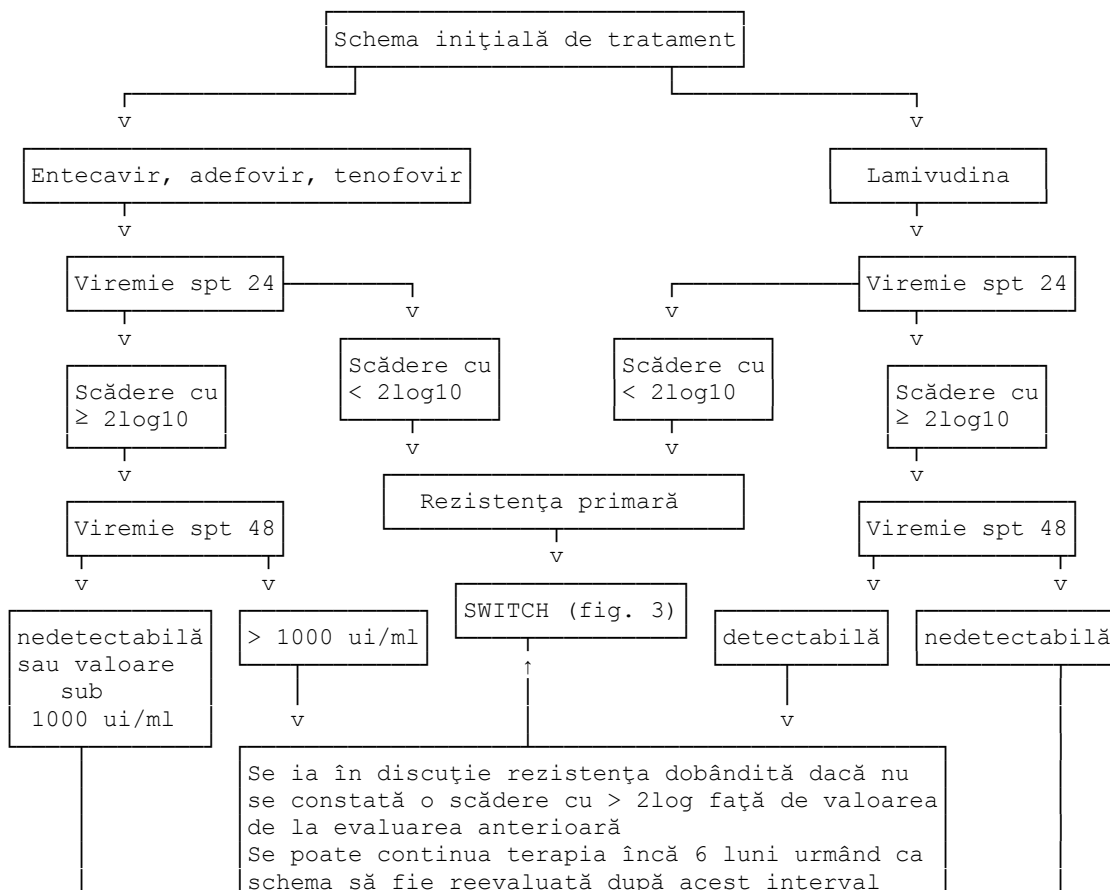 Schema iniţială de tratament
v
v
Entecavir, adefovir, tenofovir
Lamivudina
v
v
Viremie spt 24
Viremie spt 24
v
v
v
v
Scădere cu
≥ 2log10
Scădere cu
< 2log10
Scădere cu
< 2log10
Scădere cu
≥ 2log10
v
v
v
v
Viremie spt 48
Rezistenţa primară
Viremie spt 48
v
v
v
v
v
nedetectabilă
sau valoare
sub
1000 ui/ml
> 1000 ui/ml
SWITCH (fig. 3)
detectabilă
nedetectabilă
v
v
Se ia în discuţie rezistenţa dobândită dacă nu
se constată o scădere cu > 2log faţă de valoarea
de la evaluarea anterioară
Se poate continua terapia încă 6 luni urmând ca
schema să fie reevaluată după acest interval